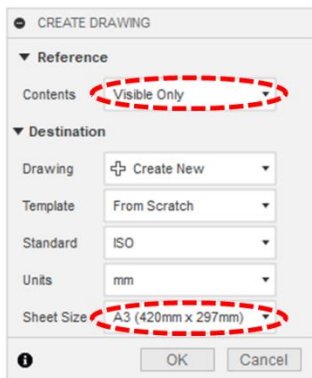 CREATE DRAWING
Reference
Contents Visible Only
Destination
Drawing Create New
Template From Scratch
Standard ISO
Units mm
Sheet Size A3 (420mm x 297mm)
OK Cancel